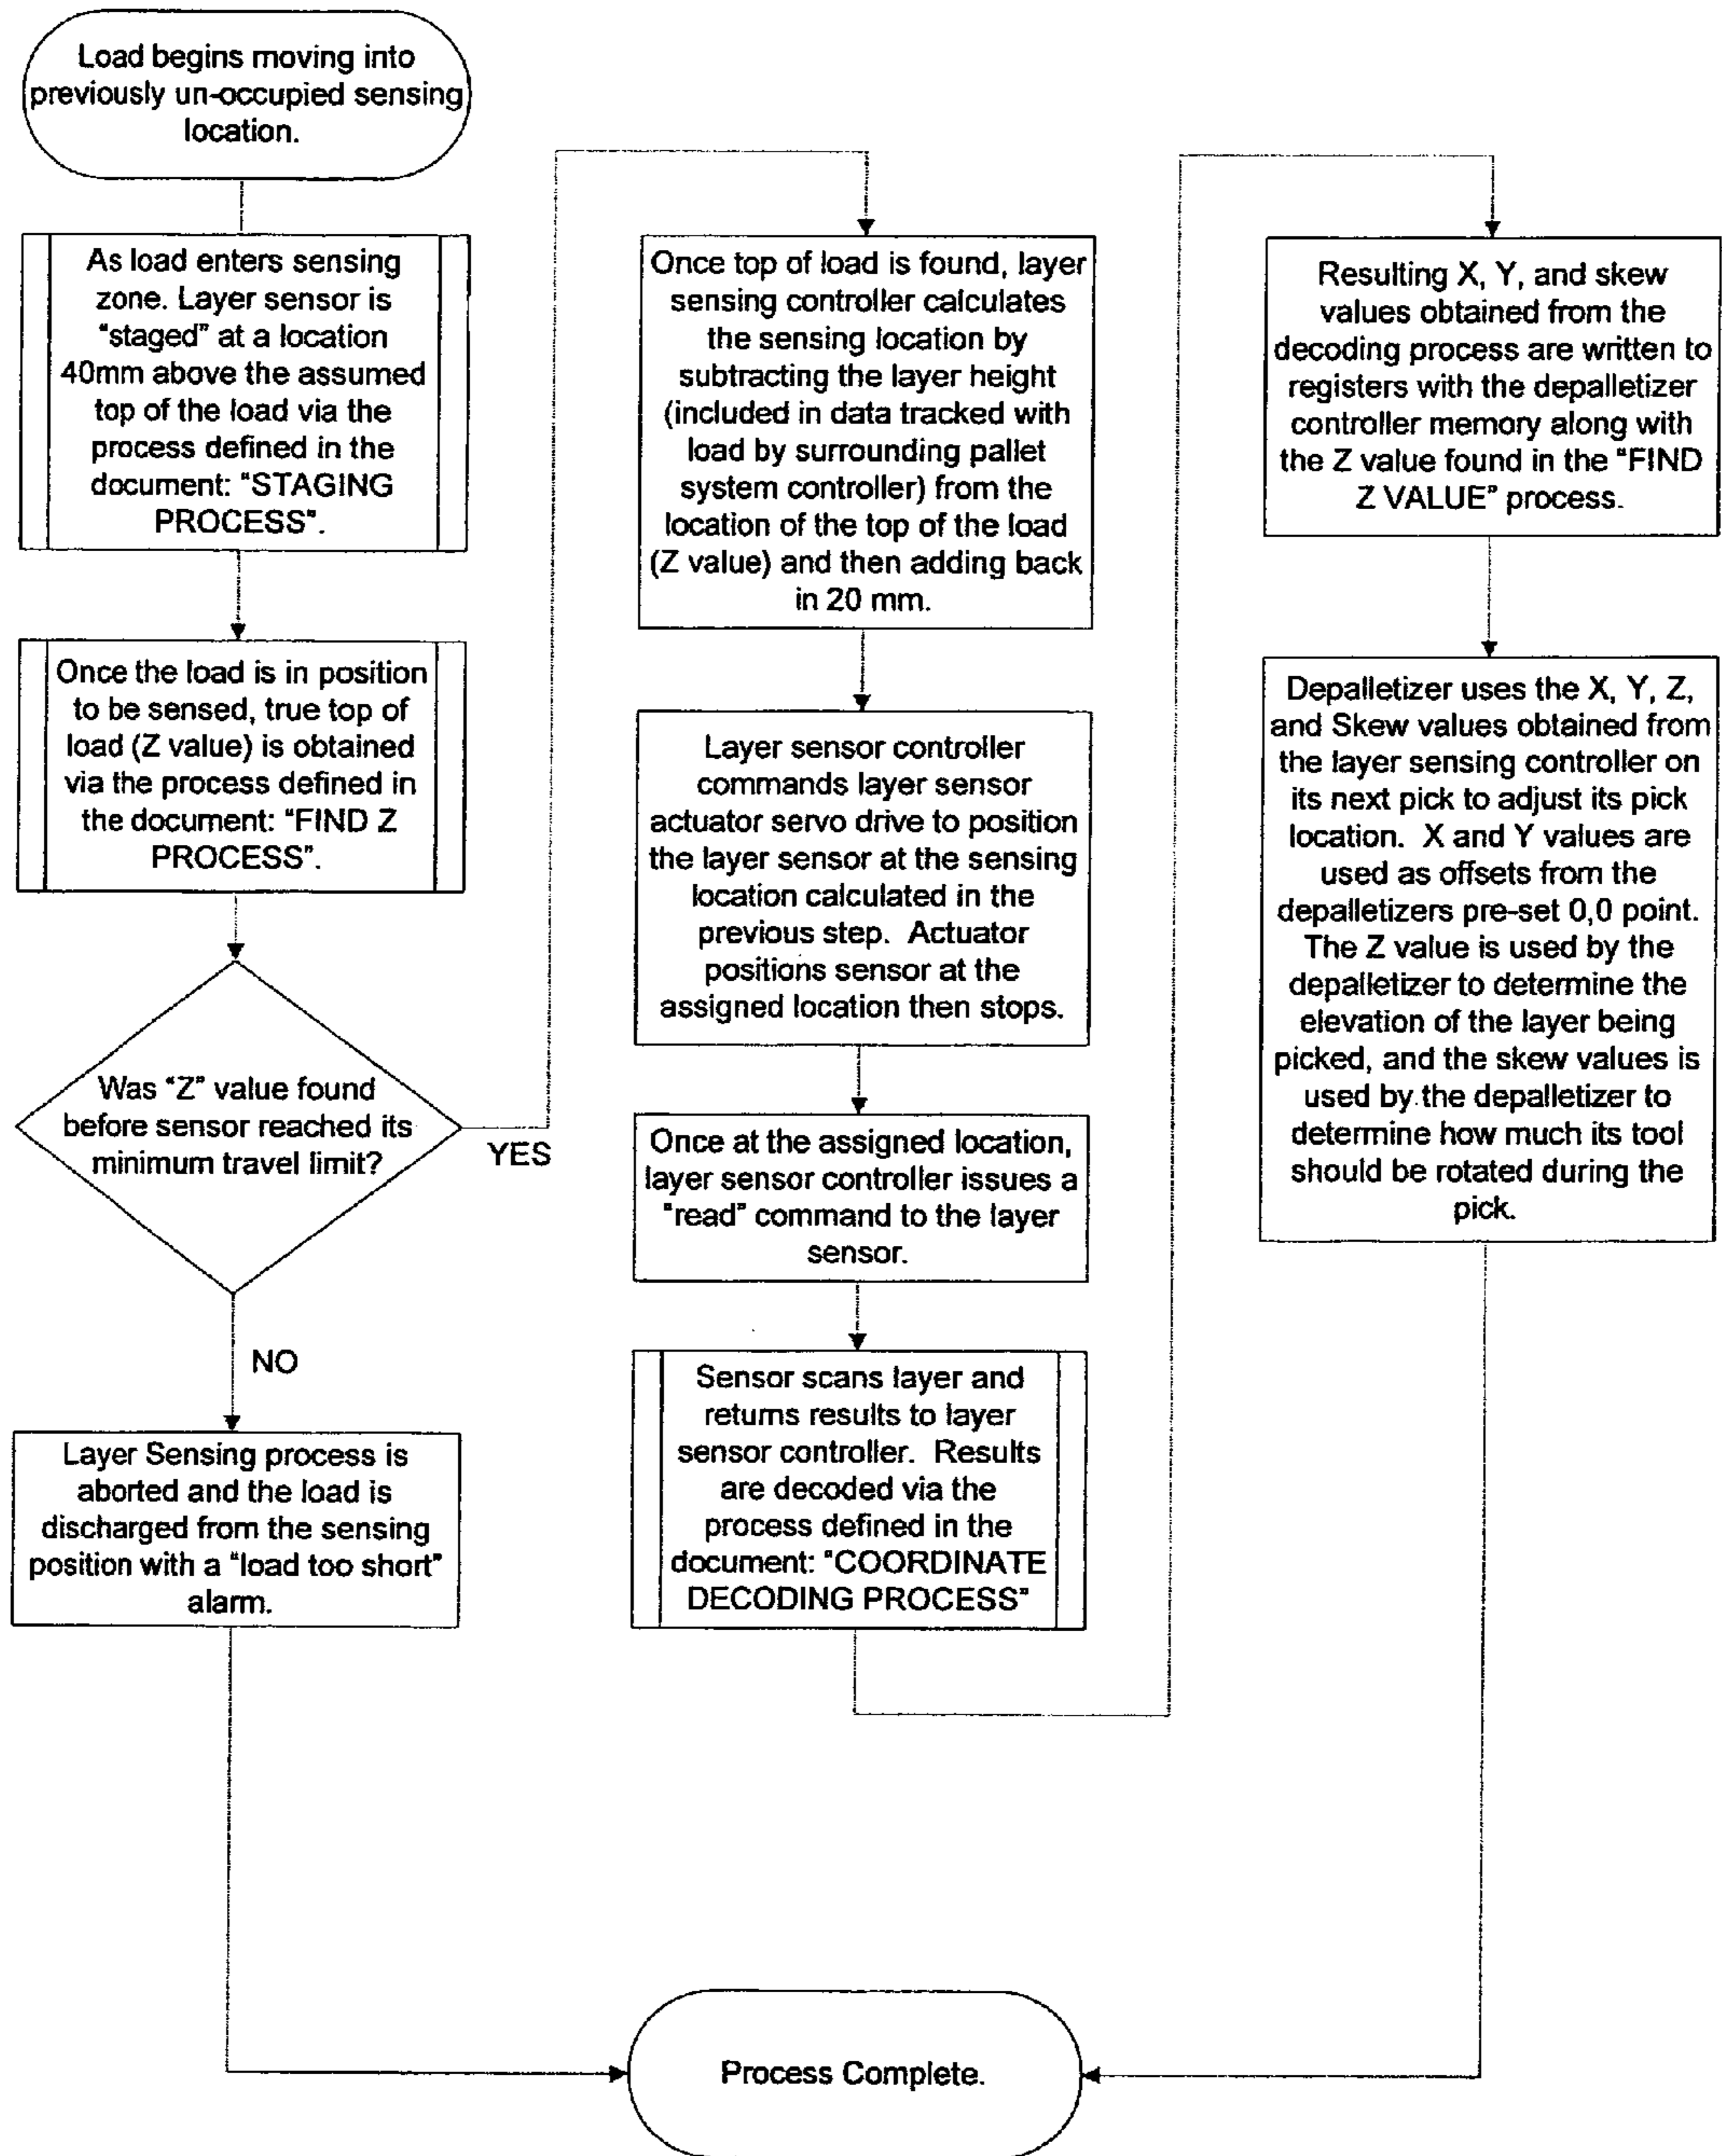 Load begins moving into
previously un-occupied sensing
location.
As load enters sensing
zone. Layer sensor is
"staged" at a location
40mm above the assumed
top of the load via the
process defined in the
document: "STAGING
PROCESS".
Once the load is in position
to be sensed, true top of
load (Z value) is obtained
via the process defined in
the document: "FIND Z
PROCESS".
Was "Z" value found
before sensor reached its
minimum travel limit?
YES
NO
Layer Sensing process is
aborted and the load is
discharged from the sensing
position with a "load too short"
alarm.
Once top of load is found, layer
sensing controller calculates
the sensing location by
subtracting the layer height
(included in data tracked with
load by surrounding pallet
system controller) from the
location of the top of the load
(Z value) and then adding back
in 20 mm.
Layer sensor controller
commands layer sensor
actuator servo drive to position
the layer sensor at the sensing
location calculated in the
previous step. Actuator
positions sensor at the
assigned location then stops.
Once at the assigned location,
layer sensor controller issues a
"read" command to the layer
sensor.
Sensor scans layer and
returns results to layer
sensor controller. Results
are decoded via the
process defined in the
document: "COORDINATE
DECODING PROCESS"
Resulting X, Y, and skew
values obtained from the
decoding process are written to
registers with the depalletizer
controller memory along with
the Z value found in the "FIND
Z VALUE" process.
Depalletizer uses the X, Y, Z,
and Skew values obtained from
the layer sensing controller on
its next pick to adjust its pick
location. X and Y values are
used as offsets from the
depalletizers pre-set 0,0 point.
The Z value is used by the
depalletizer to determine the
elevation of the layer being
picked, and the skew values is
used by the depalletizer to
determine how much its tool
should be rotated during the
pick.
Process Complete.